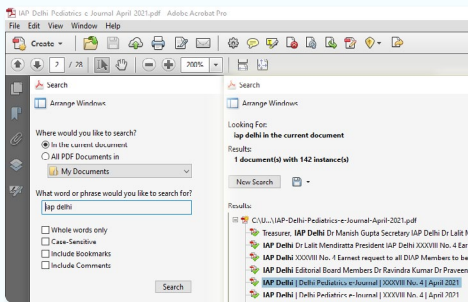 IAP Delhi Pediatrics e-Journal April 2021.pdf - Adobe Acrobat Pro
File Edit View Window Help
Create
2 / 28 200%
Search
Arrange Windows
Where would you like to search?
In the current document
All PDF Documents in
My Documents
What word or phrase would you like to search for?
iap delhi
Whole words only
Case-Sensitive
Include Bookmarks
Include Comments
Search
Search
Arrange Windows
Looking For:
iap delhi in the current document
Results:
1 document(s) with 142 instance(s)
New Search
Results:
C:\U...\IAP-Delhi-Pediatrics-e-Journal-April-2021.pdf
Treasurer, IAP Delhi Dr Manish Gupta Secretary IAP Delhi Dr Lalit M
IAP Delhi Dr Lalit Mendiratta President IAP Delhi XXXVIII No. 4 Ear
IAP Delhi XXXVIII No. 4 Earnest request to all DIAP Members to be
IAP Delhi Editorial Board Members Dr Ravindra Kumar Dr Praveen
IAP Delhi | Delhi Pediatrics e-Journal | XXXVIII No. 4 | April 2021
IAP Delhi | Delhi Pediatrics e-Journal | XXXVIII No. 4 | April 2021